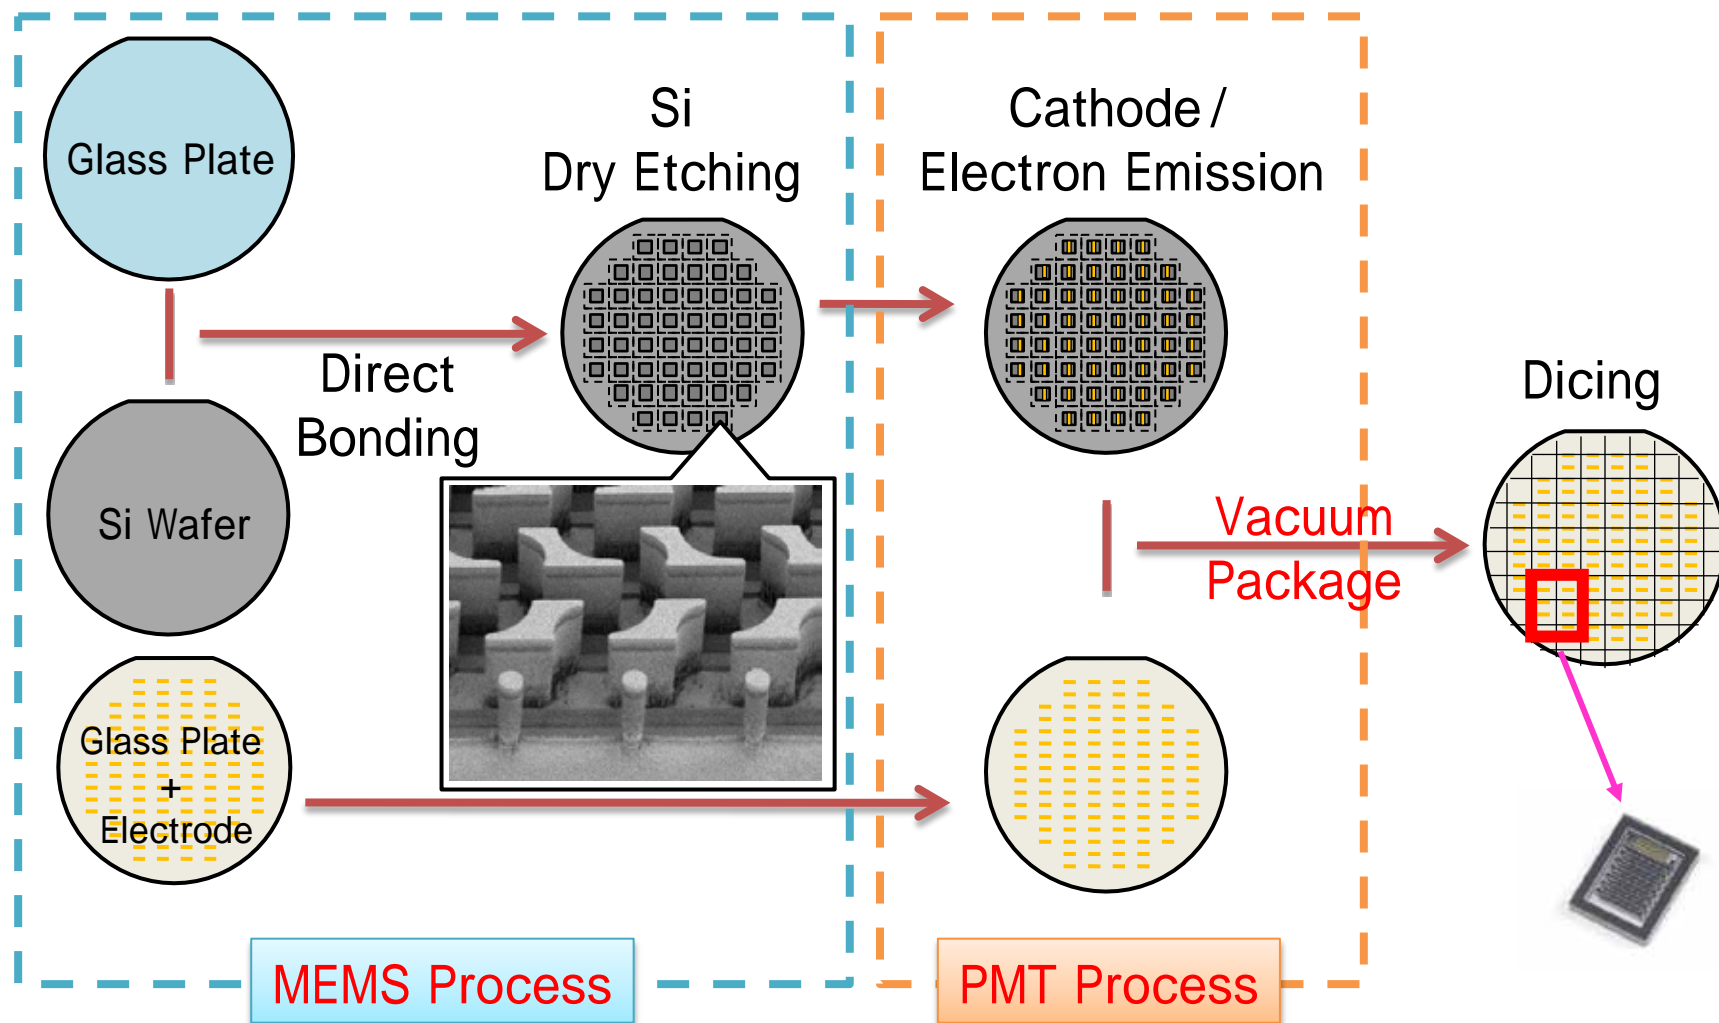 Glass Plate
Si Wafer
Glass Plate
+
Electrode
Direct
Bonding
Si
Dry Etching
MEMS Process
Cathode /
Electron Emission
Vacuum
Package
PMT Process
Dicing